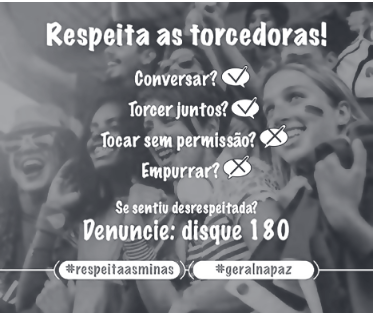 Respeita as torcedoras!
Conversar?
Torcer juntos?
Tocar sem permissão?
Empurrar?
Se sentiu desrespeitada?
Denuncie: disque 180
#respeitaasminas #geralnapaz